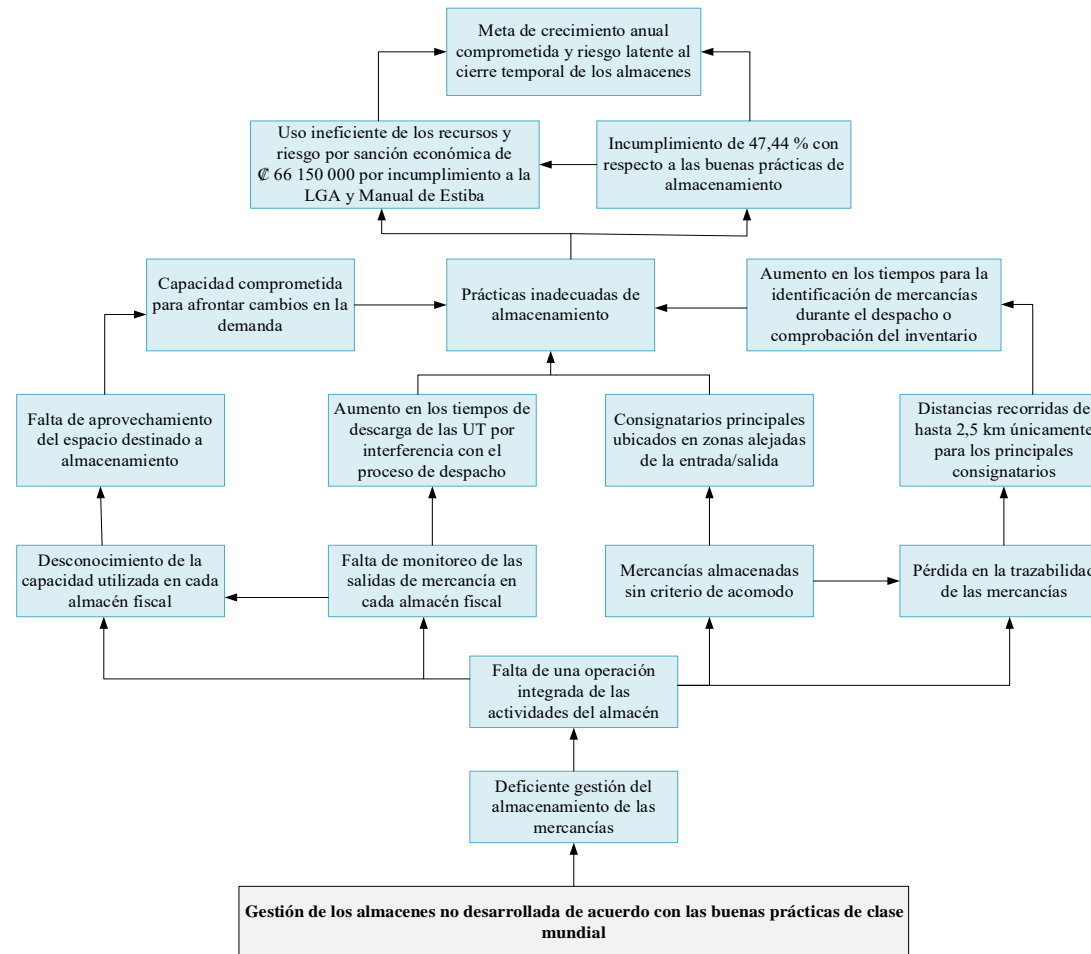 Meta de crecimiento anual
comprometida y riesgo latente al
cierre temporal de los almacenes
Uso ineficiente de los recursos y
riesgo por sanción económica de
₡ 66 150 000 por incumplimiento a la
LGA y Manual de Estiba
Incumplimiento de 47,44 % con
respecto a las buenas prácticas de
almacenamiento
Capacidad comprometida
para afrontar cambios en la
demanda
Prácticas inadecuadas de
almacenamiento
Aumento en los tiempos para la
identificación de mercancías
durante el despacho o
comprobación del inventario
Falta de aprovechamiento
del espacio destinado a
almacenamiento
Aumento en los tiempos de
descarga de las UT por
interferencia con el
proceso de despacho
Consignatarios principales
ubicados en zonas alejadas
de la entrada/salida
Distancias recorridas de
hasta 2,5 km únicamente
para los principales
consignatarios
Desconocimiento de la
capacidad utilizada en cada
almacén fiscal
Falta de monitoreo de las
salidas de mercancía en
cada almacén fiscal
Mercancías almacenadas
sin criterio de acomodo
Pérdida en la trazabilidad
de las mercancías
Falta de una operación
integrada de las
actividades del almacén
Deficiente gestión del
almacenamiento de las
mercancías
Gestión de los almacenes no desarrollada de acuerdo con las buenas prácticas de clase
mundial